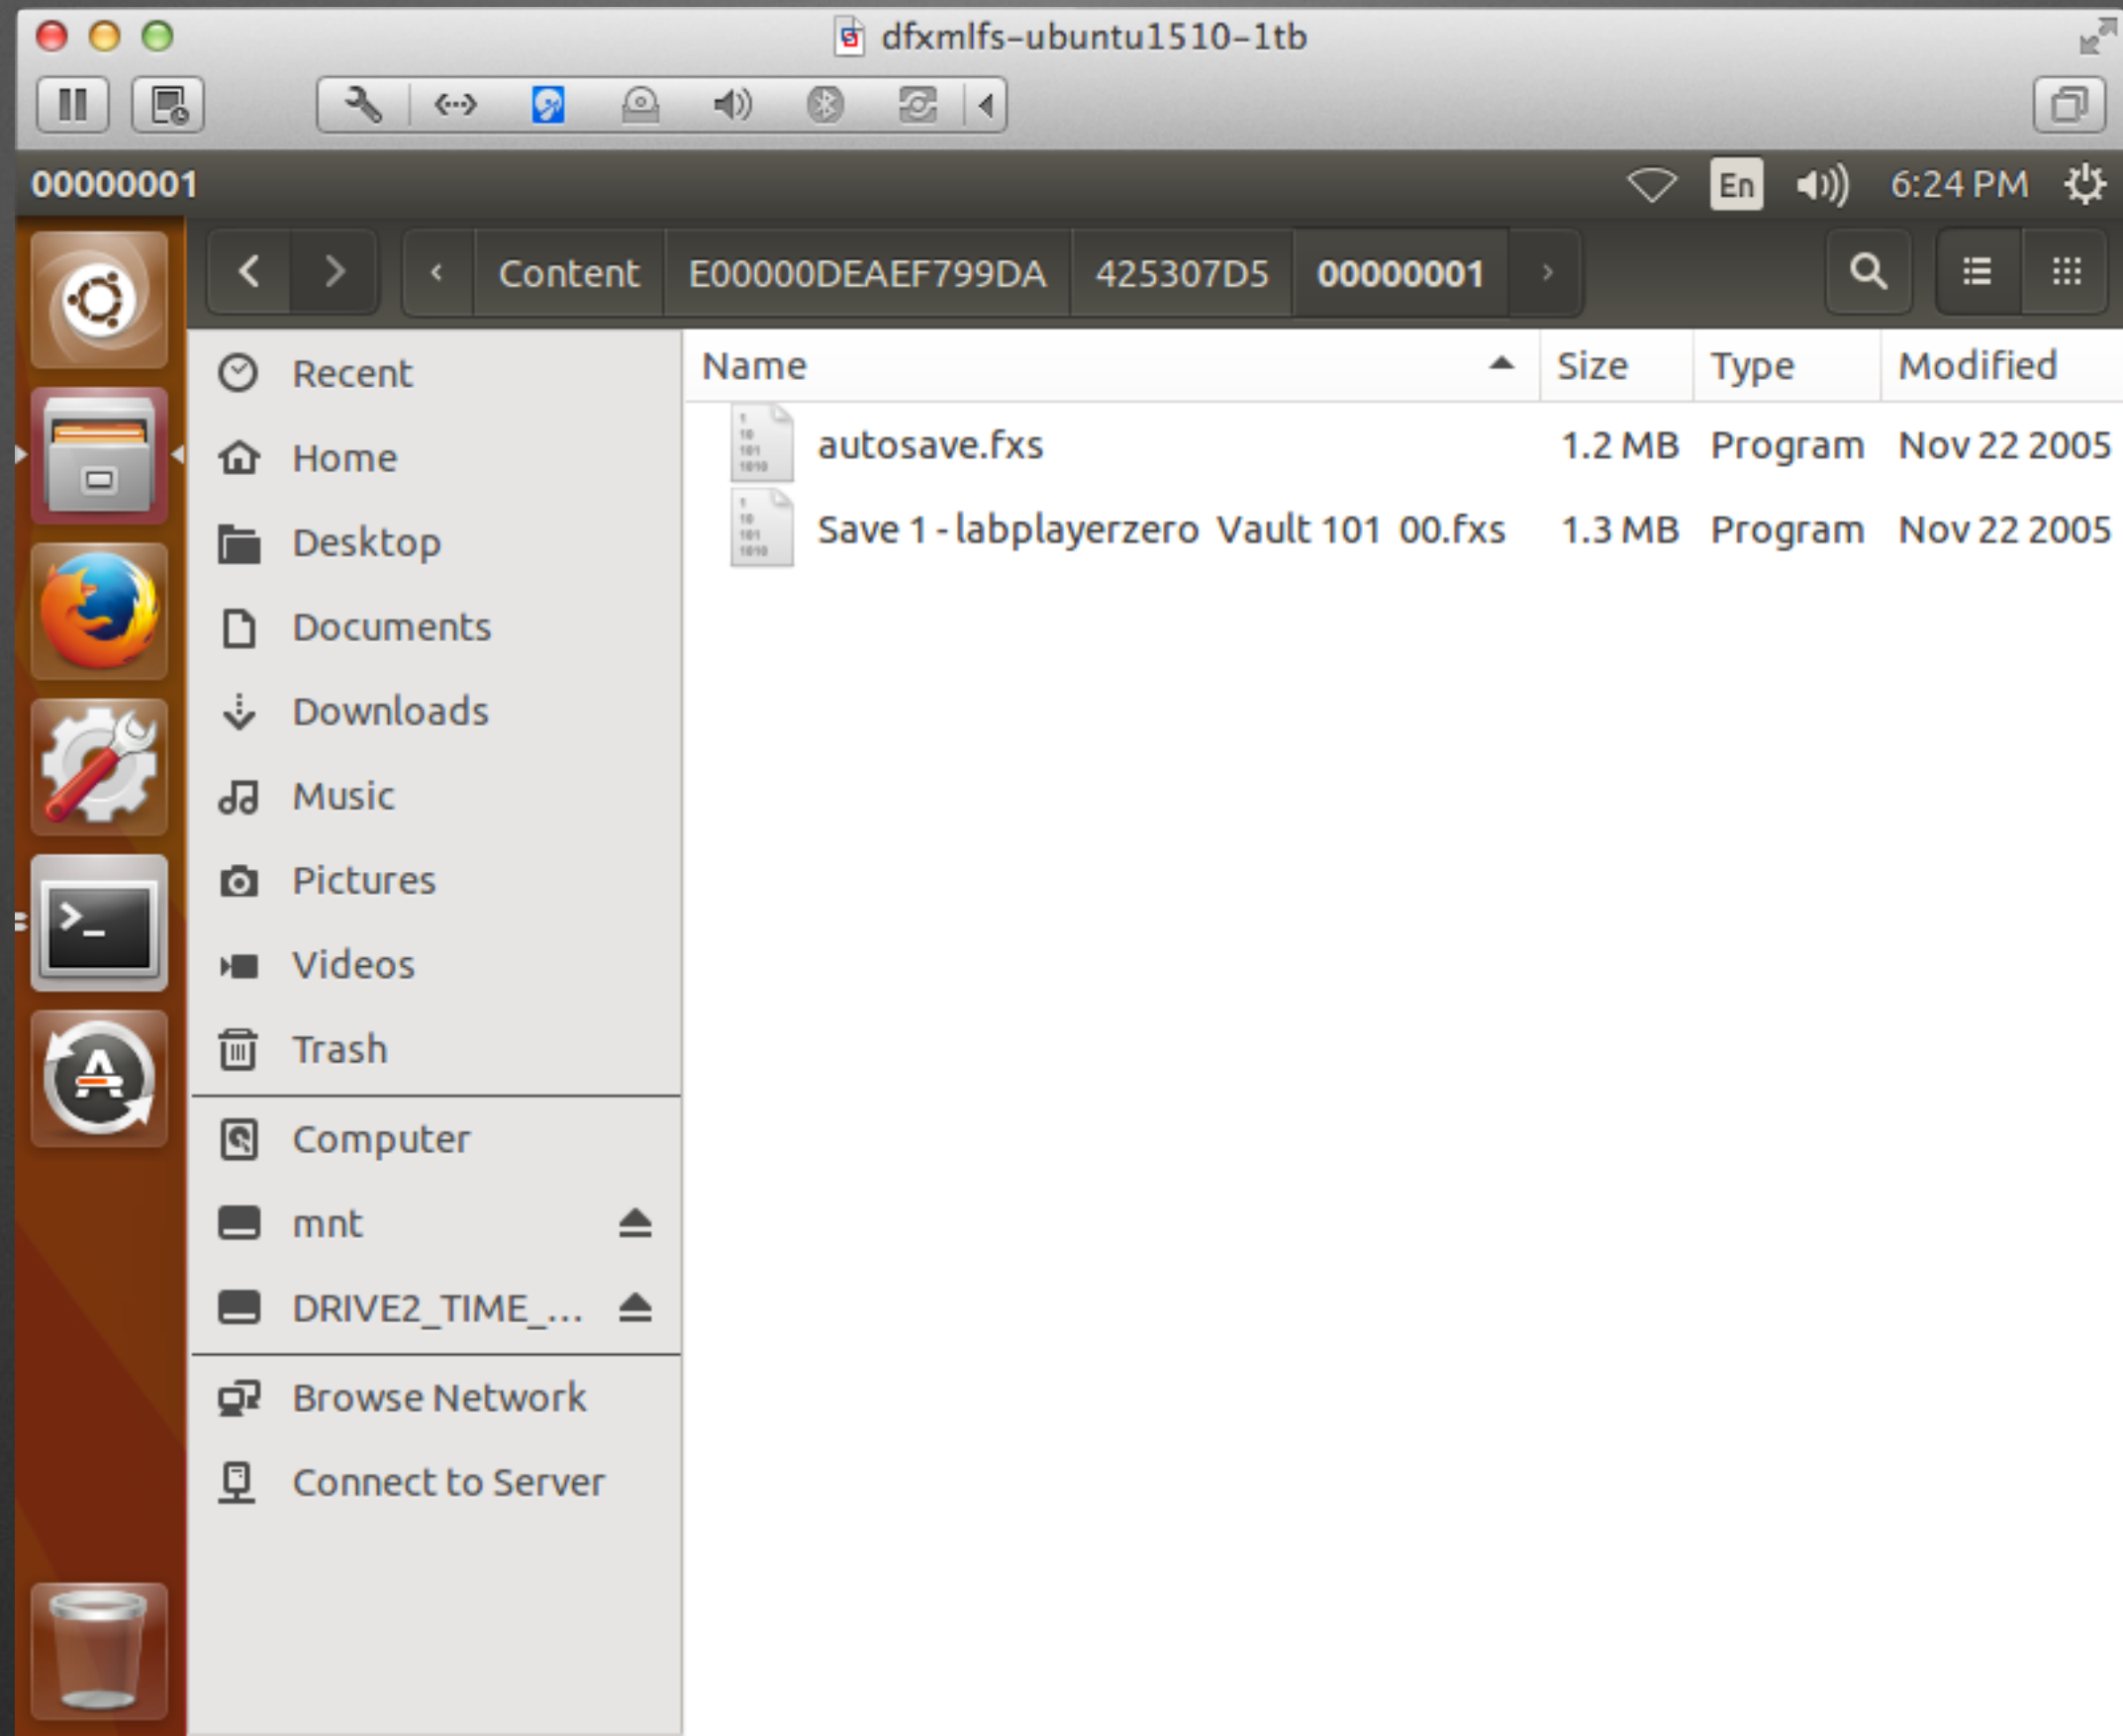 dfxmlfs-ubuntu1510-1tb
00000001 En 6:24 PM
Content E00000DEAEF799DA 425307D5 00000001
Name Size Type Modified
autosave.fxs 1.2 MB Program Nov 22 2005
Save 1 - labplayerzero Vault 101 00.fxs 1.3 MB Program Nov 22 2005
Recent
Home
Desktop
Documents
Downloads
Music
Pictures
Videos
Trash
Computer
mnt
DRIVE2_TIME_...
Browse Network
Connect to Server